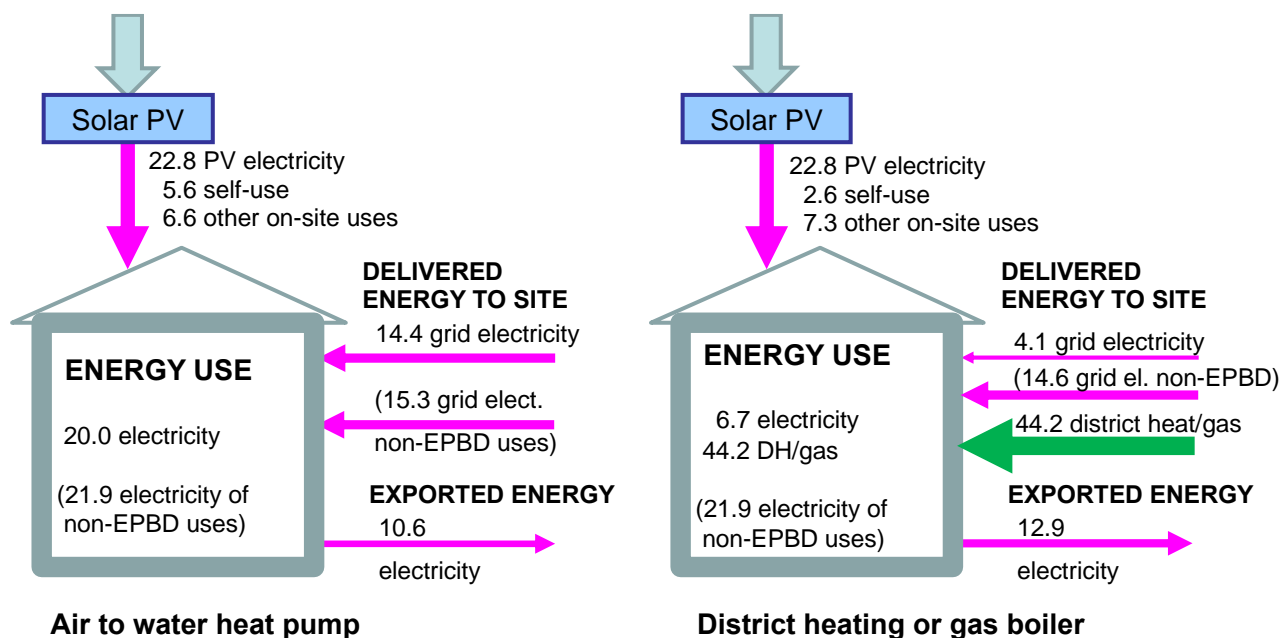 Solar PV
22.8 PV electricity
5.6 self-use
6.6 other on-site uses
DELIVERED
ENERGY TO SITE
14.4 grid electricity
ENERGY USE
(15.3 grid elect.
non-EPBD uses)
20.0 electricity
(21.9 electricity of
non-EPBD uses)
EXPORTED ENERGY
10.6
electricity
Air to water heat pump
Solar PV
22.8 PV electricity
2.6 self-use
7.3 other on-site uses
DELIVERED
ENERGY TO SITE
4.1 grid electricity
ENERGY USE
(14.6 grid el. non-EPBD)
6.7 electricity
44.2 DH/gas
44.2 district heat/gas
(21.9 electricity of
non-EPBD uses)
EXPORTED ENERGY
12.9
electricity
District heating or gas boiler